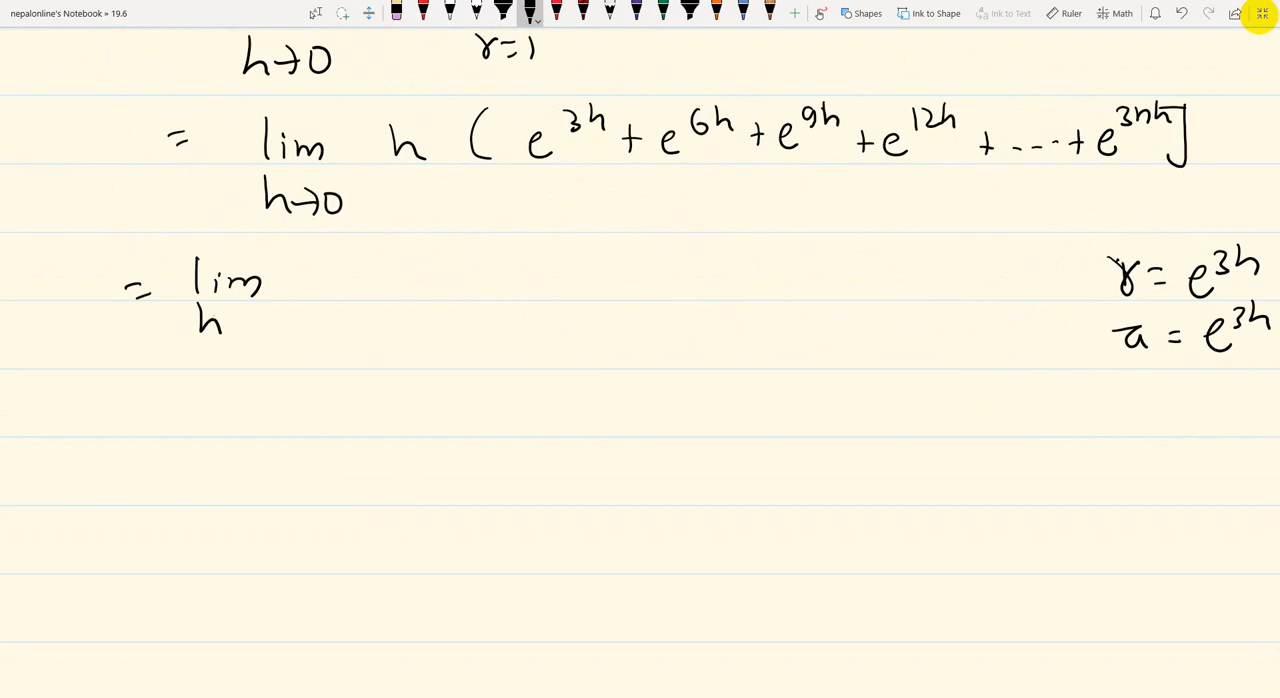 nepalonline's Notebook » 19.6
Shapes Ink to Shape Ink to Text Ruler Math
h→0 r=1
= lim h ( e^3h + e^6h + e^9h + e^12h + ---- + e^3nh ]
h→0
= lim r = e^3h
h a = e^3h